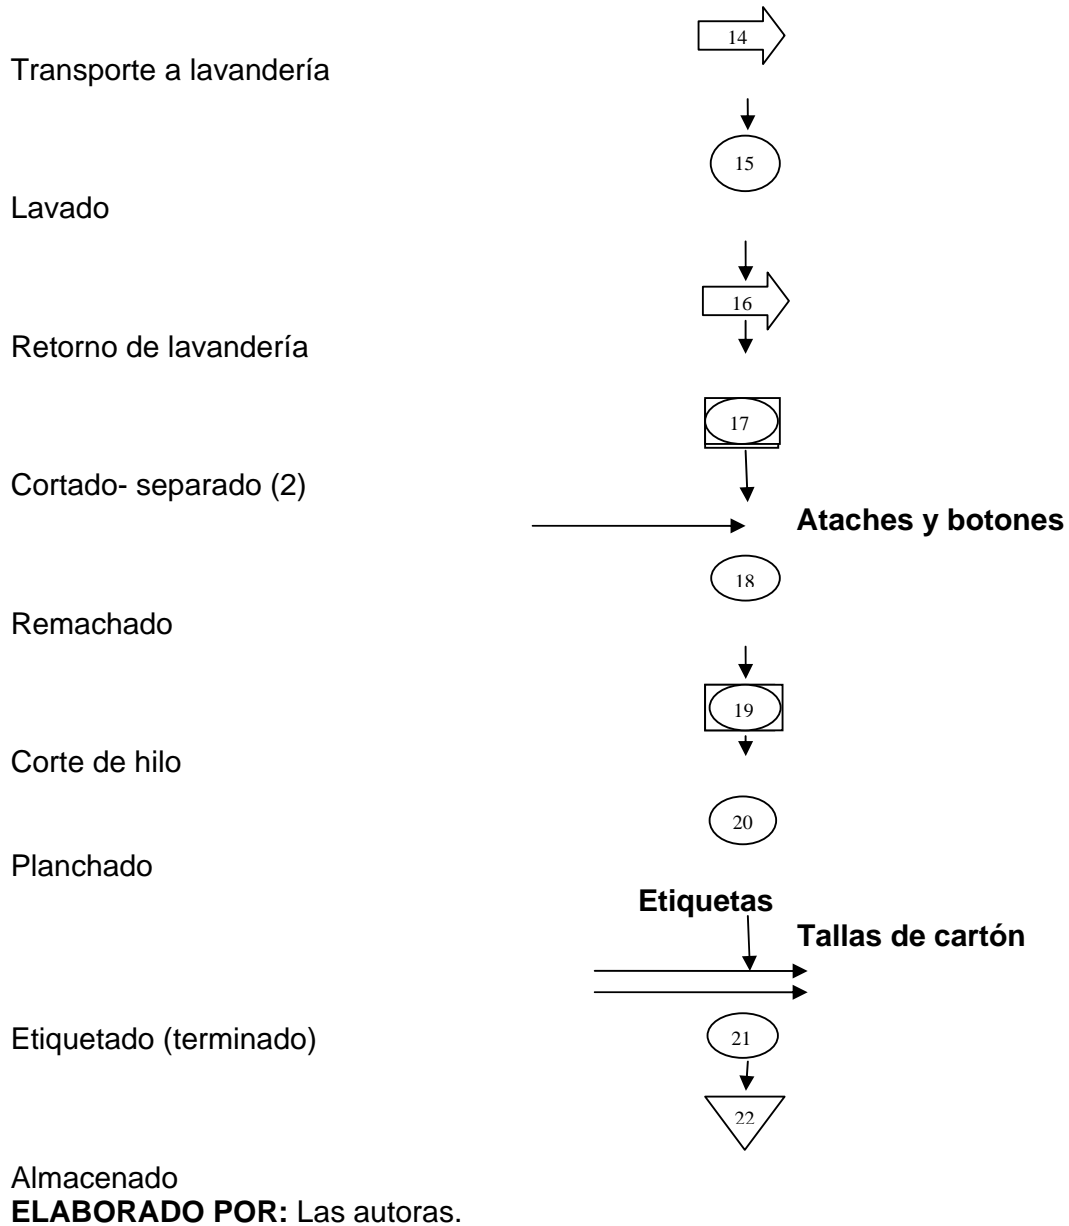 14
Transporte a lavandería
15
Lavado
16
Retorno de lavandería
17
Cortado- separado (2)
Ataches y botones
18
Remachado
19
Corte de hilo
20
Planchado
Etiquetas
Tallas de cartón
21
Etiquetado (terminado)
22
Almacenado
ELABORADO POR: Las autoras.